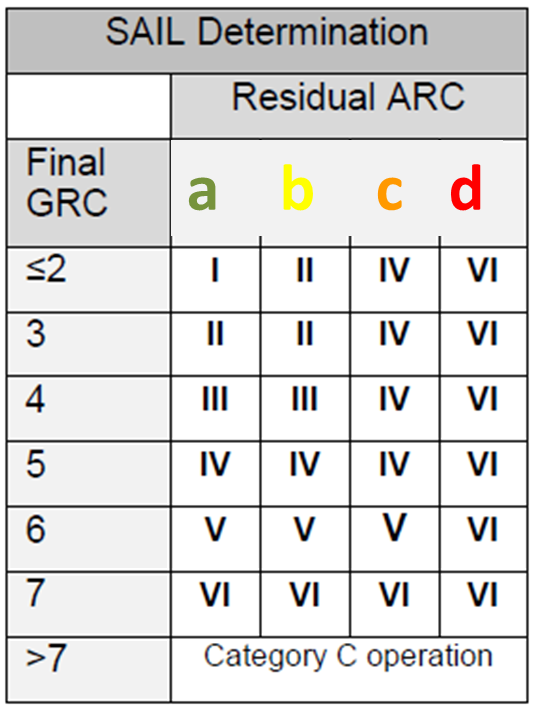 SAIL Determination
Residual ARC
Final
GRC
a b c d
≤2 I II IV VI
3 II II IV VI
4 III III IV VI
5 IV IV IV VI
6 V V V VI
7 VI VI VI VI
>7 Category C operation